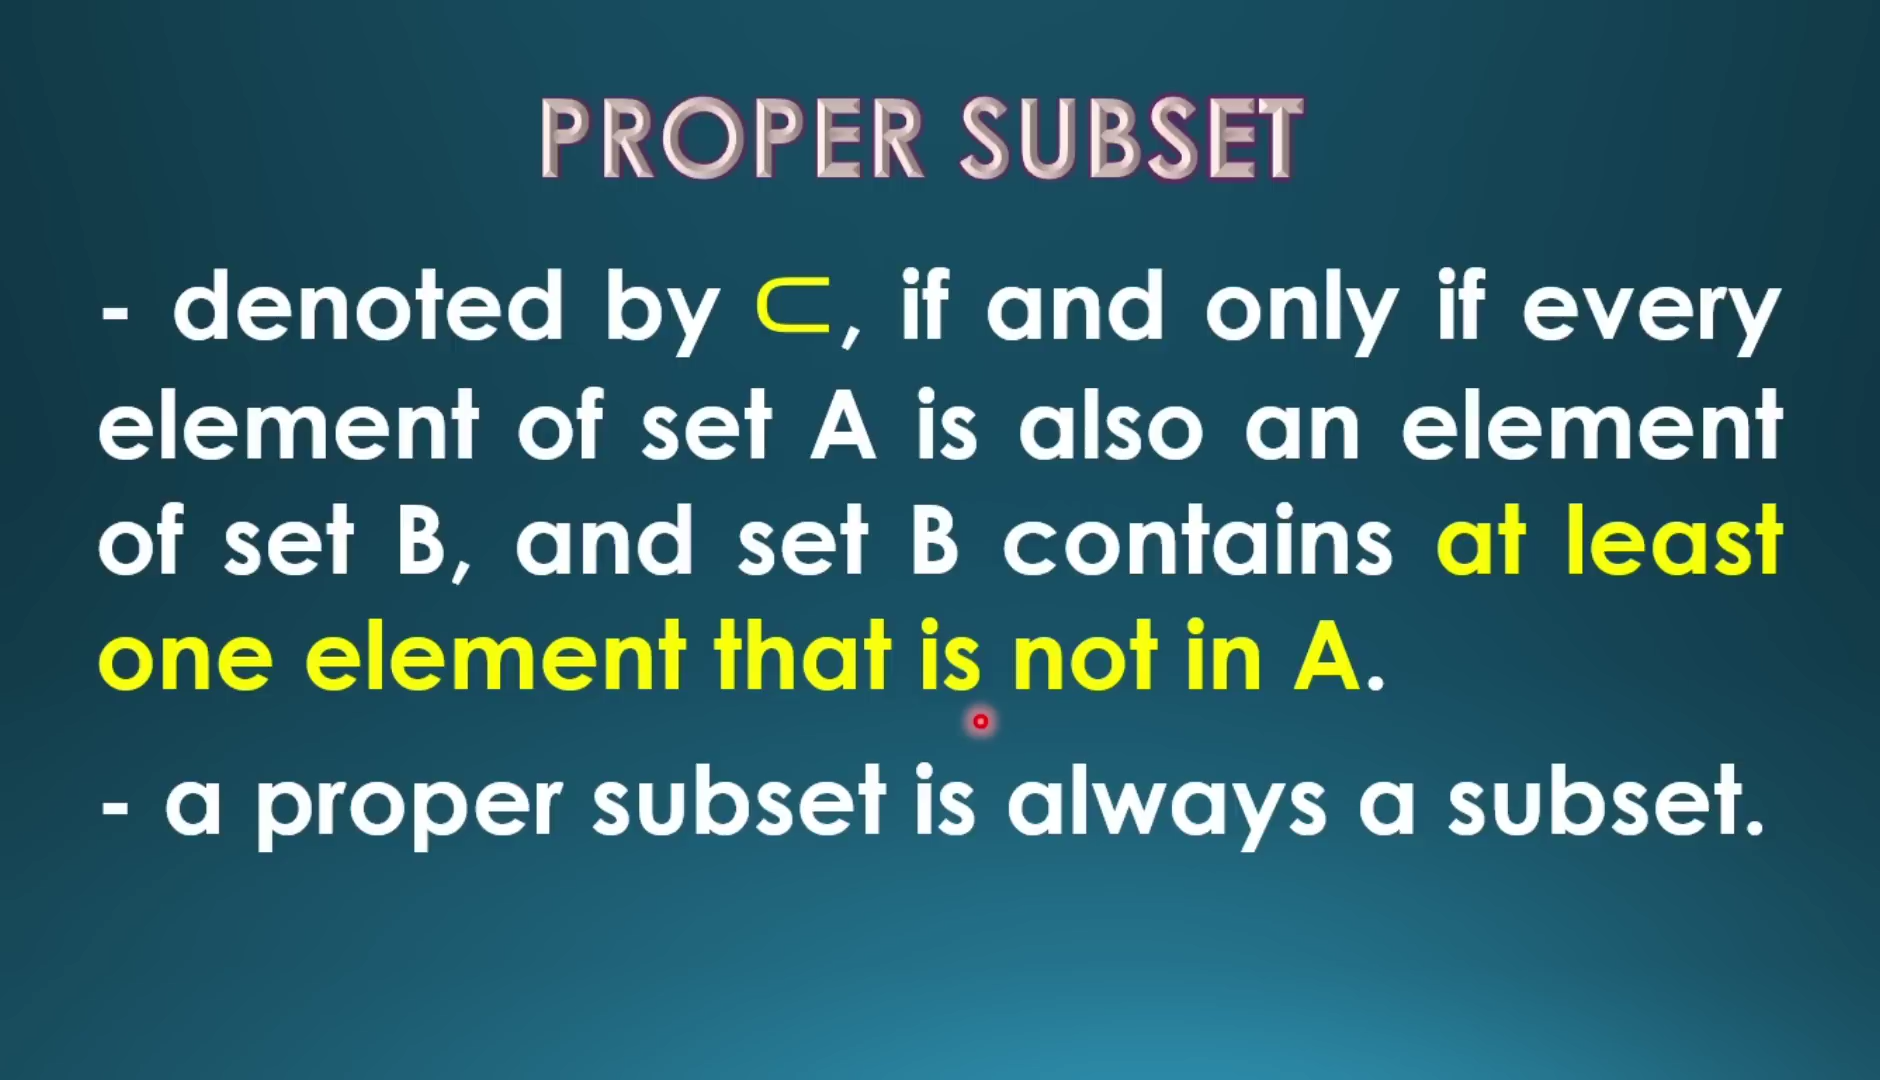 PROPER SUBSET
- denoted by ⊂, if and only if every
element of set A is also an element
of set B, and set B contains at least
one element that is not in A.
- a proper subset is always a subset.